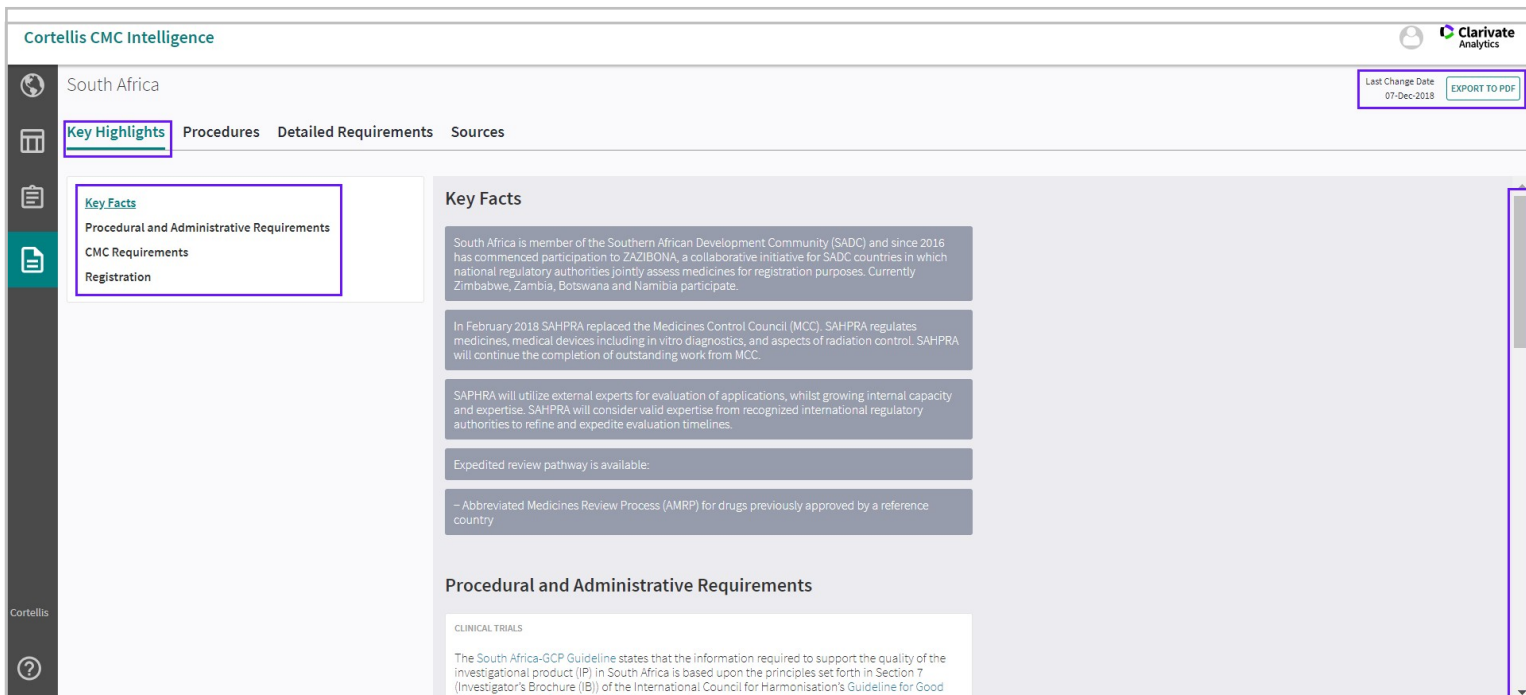 Cortellis CMC Intelligence
Clarivate
Analytics
South Africa
Last Change Date
07-Dec-2018
EXPORT TO PDF
Key Highlights Procedures Detailed Requirements Sources
Key Facts
Procedural and Administrative Requirements
CMC Requirements
Registration
Key Facts
South Africa is member of the Southern African Development Community (SADC) and since 2016
has commenced participation to ZAZIBONA, a collaborative initiative for SADC countries in which
national regulatory authorities jointly assess medicines for registration purposes. Currently
Zimbabwe, Zambia, Botswana and Namibia participate.
In February 2018 SAHPRA replaced the Medicines Control Council (MCC). SAHPRA regulates
medicines, medical devices including in vitro diagnostics, and aspects of radiation control. SAHPRA
will continue the completion of outstanding work from MCC.
SAPHRA will utilize external experts for evaluation of applications, whilst growing internal capacity
and expertise. SAHPRA will consider valid expertise from recognized international regulatory
authorities to refine and expedite evaluation timelines.
Expedited review pathway is available:
– Abbreviated Medicines Review Process (AMRP) for drugs previously approved by a reference
country
Procedural and Administrative Requirements
CLINICAL TRIALS
The South Africa-GCP Guideline states that the information required to support the quality of the
investigational product (IP) in South Africa is based upon the principles set forth in Section 7
(Investigator's Brochure (IB)) of the International Council for Harmonisation's Guideline for Good
Cortellis
?